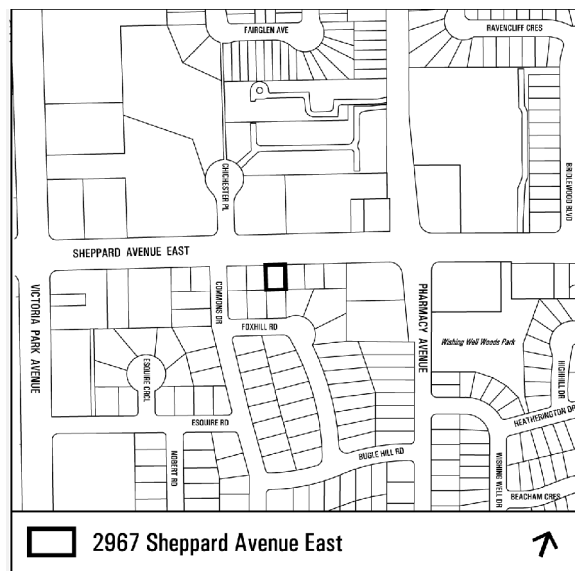 FAIRGLEN AVE
RAVENCLIFF CRES
BRIDLEWOOD BLVD
CHICHESTER PL
SHEPPARD AVENUE EAST
VICTORIA PARK AVENUE
COMMONS DR
FOXHILL RD
PHARMACY AVENUE
Wishing Well Woods Park
ESQUIRE CRCL
HIGHHILL DR
HEATHERINGTON DR
ESQUIRE RD
NOBERT RD
BUGLE HILL RD
WISHING WELL DR
BEACHAM CRES
2967 Sheppard Avenue East